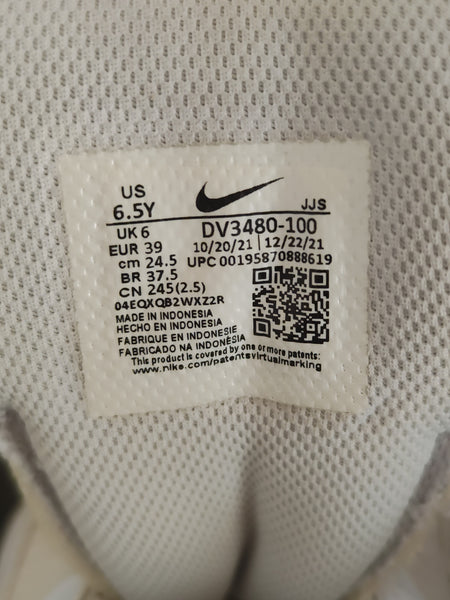 US
6.5Y
JJS
UK 6
DV3480-100
EUR 39
10/20/21 | 12/22/21
cm 24.5
UPC 00195870888619
BR 37.5
CN 245(2.5)
04EQXQB2WXZ2R
MADE IN INDONESIA
HECHO EN INDONESIA
FABRIQUE EN INDONESIE
FABRICADO NA INDONÉSIA
This product is covered by one or more patents:
www.nike.com/patentsvirtualmarking